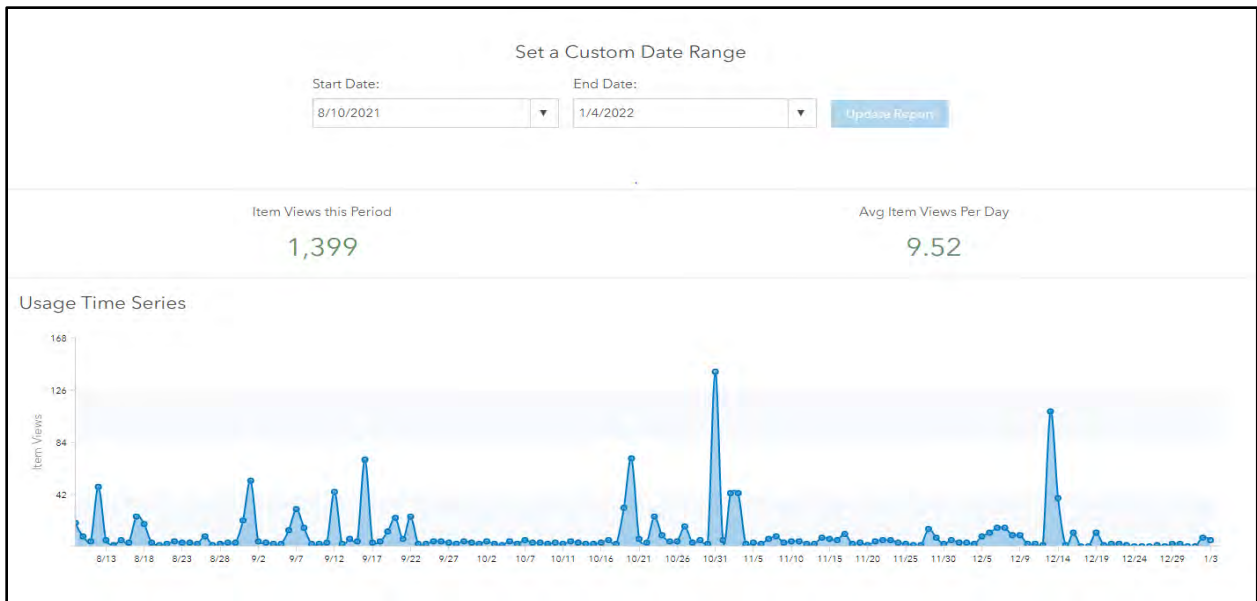 Set a Custom Date Range
Start Date: End Date:
8/10/2021 1/4/2022 Update Report
Item Views this Period Avg Item Views Per Day
1,399 9.52
Usage Time Series
168
126
84
42
Item Views
8/13 8/18 8/23 8/28 9/2 9/7 9/12 9/17 9/22 9/27 10/2 10/7 10/11 10/16 10/21 10/26 10/31 11/5 11/10 11/15 11/20 11/25 11/30 12/5 12/9 12/14 12/19 12/24 12/29 1/3